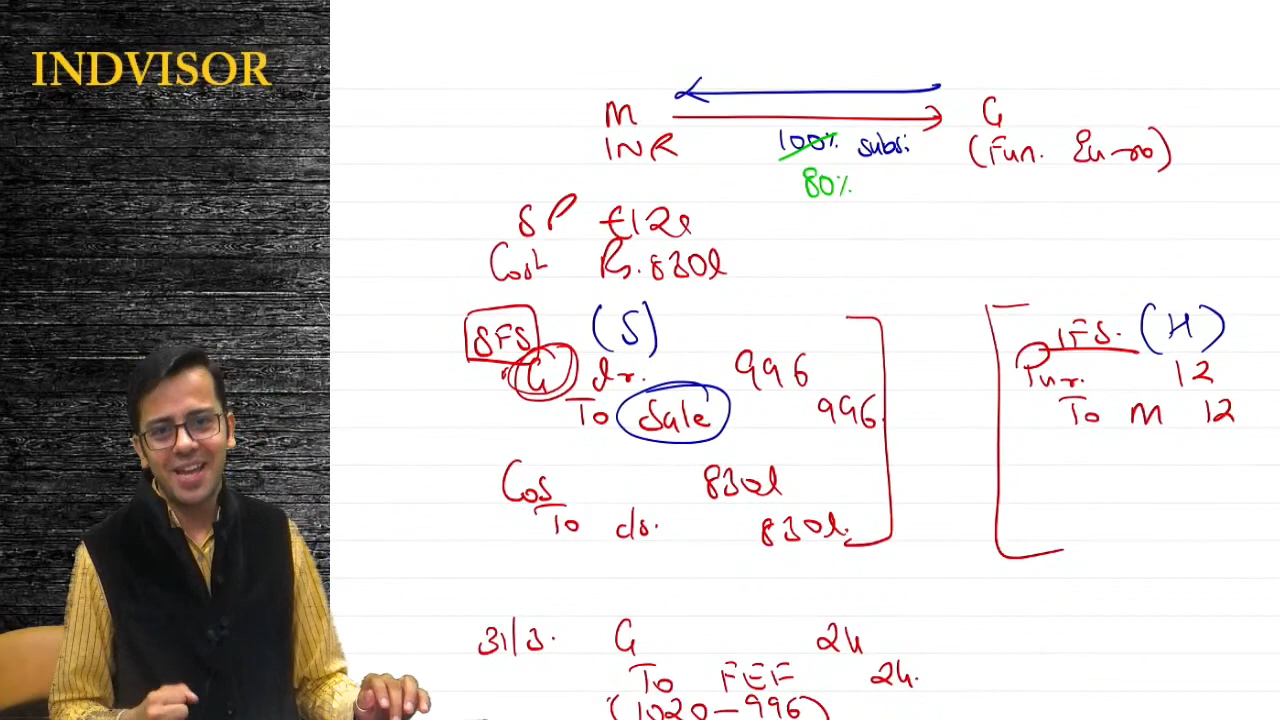 INDVISOR
M G
INR 100% subsi (Fun. Euro)
80%
SP €12l
Cost Rs.830l
SFS (S) IFS. (H)
G dr. 996 Pur. 12
To Sale 996 To M 12
Cos 830l
To ds. 830l.
31/3. G 24
To FEF 24.
(1020-996)